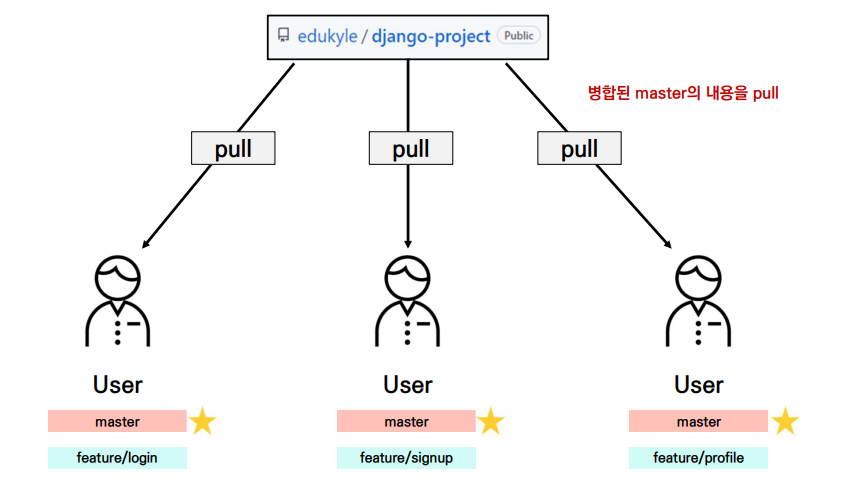 edukyle / django-project Public
병합된 master의 내용을 pull
pull pull pull
User User User
master master master
feature/login feature/signup feature/profile